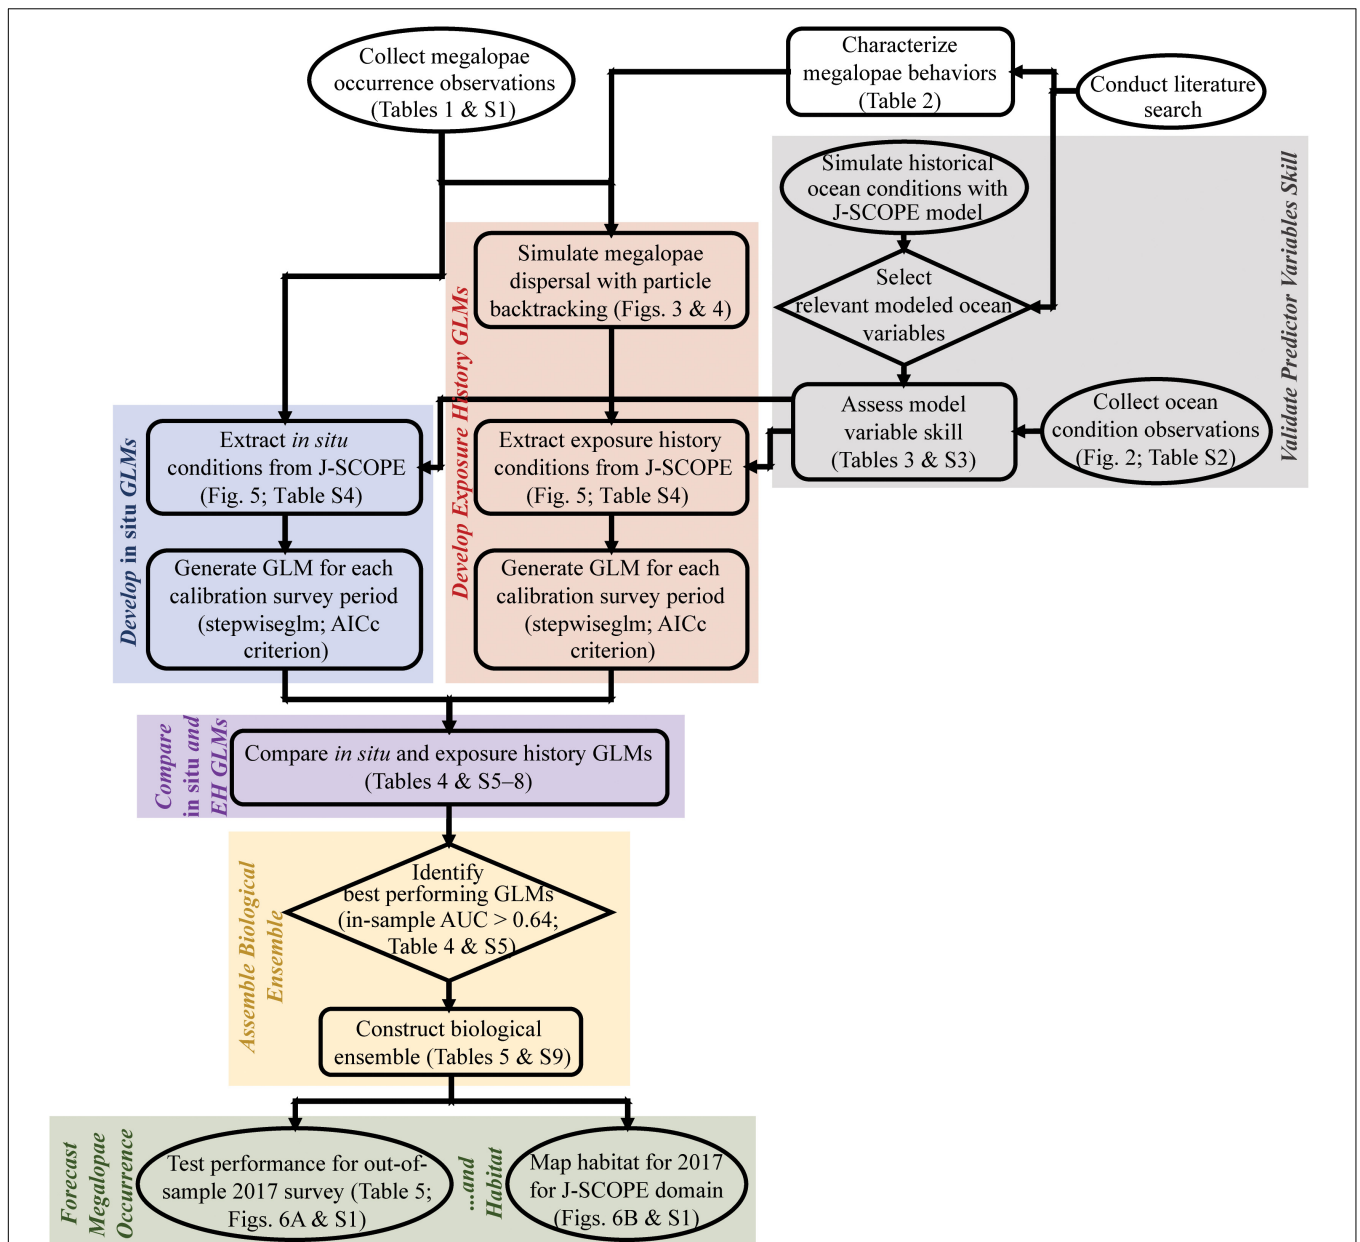 Collect megalopae
occurrence observations
(Tables 1 & S1)
Characterize
megalopae behaviors
(Table 2)
Conduct literature
search
Simulate historical
ocean conditions with
J-SCOPE model
Validate Predictor Variables Skill
Select
relevant modeled ocean
variables
Simulate megalopae
dispersal with particle
backtracking (Figs. 3 & 4)
Develop Exposure History GLMs
Assess model
variable skill
(Tables 3 & S3)
Collect ocean
condition observations
(Fig. 2; Table S2)
Develop in situ GLMs
Extract in situ
conditions from J-SCOPE
(Fig. 5; Table S4)
Extract exposure history
conditions from J-SCOPE
(Fig. 5; Table S4)
Generate GLM for each
calibration survey period
(stepwiseglm; AICc
criterion)
Generate GLM for each
calibration survey period
(stepwiseglm; AICc
criterion)
Compare
in situ and
EH GLMs
Compare in situ and exposure history GLMs
(Tables 4 & S5–8)
Assemble Biological
Ensemble
Identify
best performing GLMs
(in-sample AUC > 0.64;
Table 4 & S5)
Construct biological
ensemble (Tables 5 & S9)
Forecast
Megalopae
Occurrence
Test performance for out-of-
sample 2017 survey (Table 5;
Figs. 6A & S1)
...and
Habitat
Map habitat for 2017
for J-SCOPE domain
(Figs. 6B & S1)